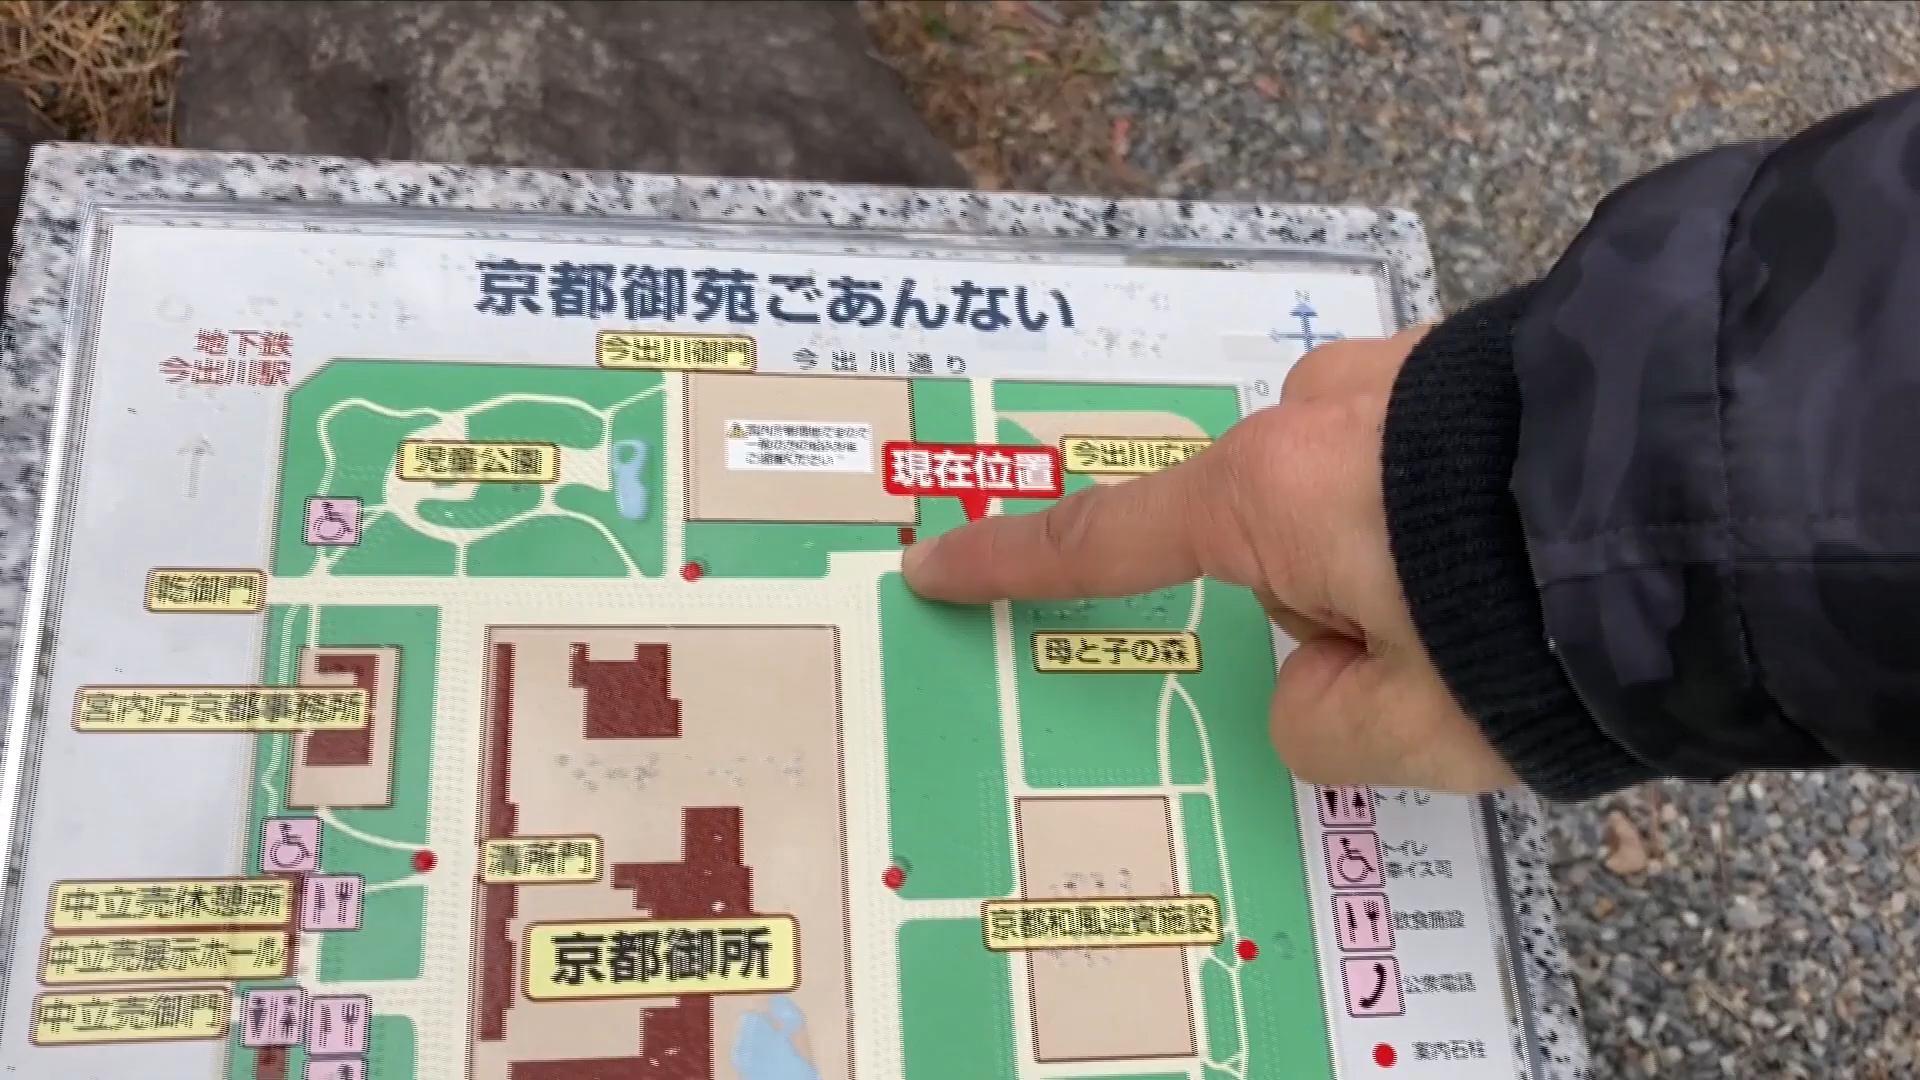 京都御苑ごあんない
N
地下鉄
今出川駅
今出川御門
今出川通り
児童公園
現在位置
今出川広
乾御門
母と子の森
宮内庁京都事務所
トイレ
清所門
トイレ
車イス可
中立売休憩所
京都和風迎賓施設
飲食施設
京都御所
中立売展示ホール
公衆電話
中立売御門
案内石柱